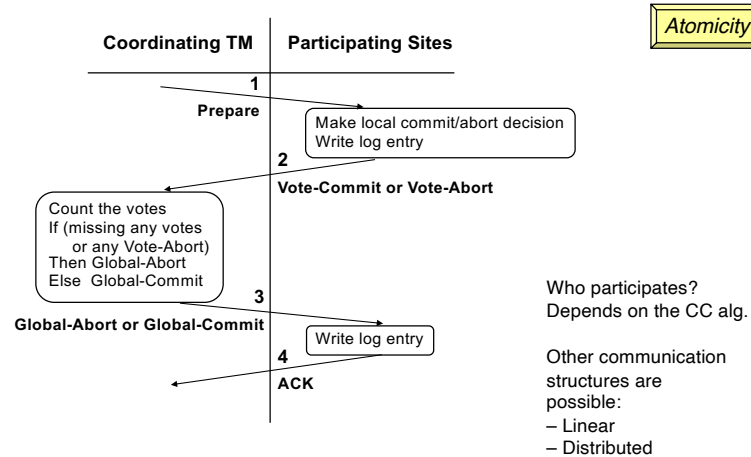 Atomicity
Coordinating TM
Participating Sites
1
Prepare
Make local commit/abort decision
Write log entry
2
Vote-Commit or Vote-Abort
Count the votes
If (missing any votes
or any Vote-Abort)
Then Global-Abort
Else Global-Commit
3
Global-Abort or Global-Commit
Write log entry
4
ACK
Who participates?
Depends on the CC alg.
Other communication
structures are
possible:
– Linear
– Distributed